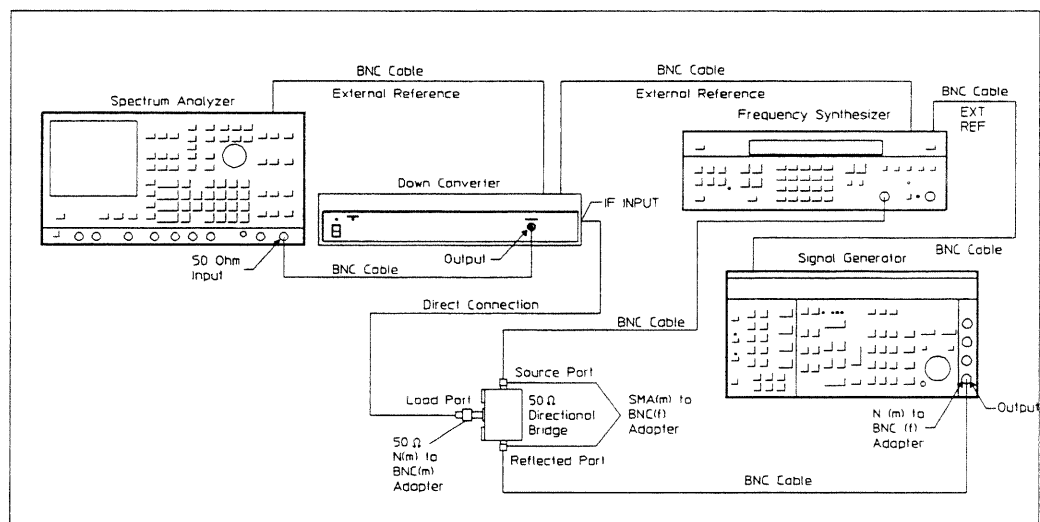 BNC Cable
External Reference
BNC Cable
External Reference
BNC Cable
EXT
REF
Spectrum Analyzer
Frequency Synthesizer
Down Converter
IF INPUT
50 Ohm
Input
BNC Cable
Output
BNC Cable
Signal Generator
Direct Connection
BNC Cable
Source Port
Load Port
50 Ω
Directional
Bridge
SMA(m) to
BNC(f)
Adapter
N (m) to
BNC (f)
Adapter
Output
50 Ω
N(m) to
BNC(m)
Adapter
Reflected Port
BNC Cable